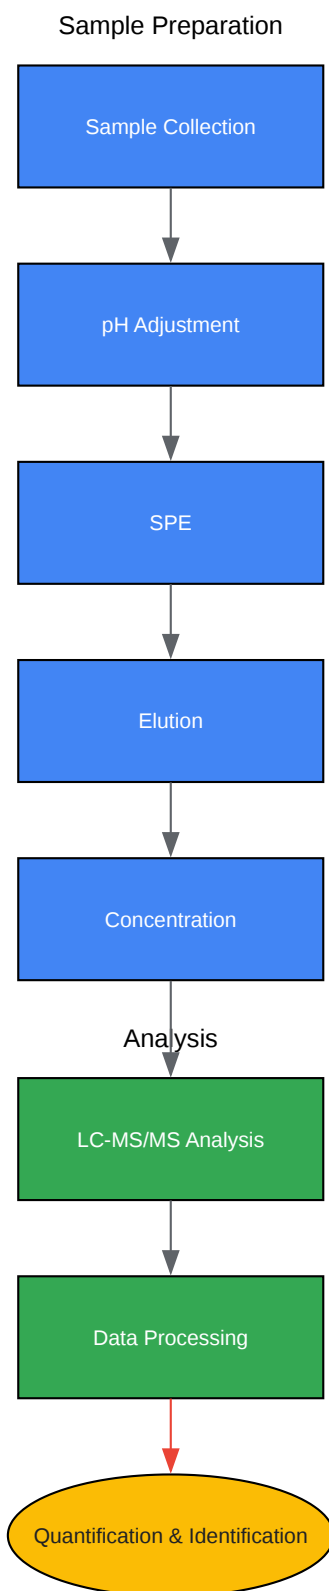 Sample Preparation
Sample Collection
pH Adjustment
SPE
Elution
Concentration
Analysis
LC-MS/MS Analysis
Data Processing
Quantification & Identification